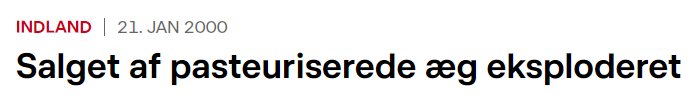 INDLAND | 21. JAN 2000
Salget af pasteuriserede æg eksploderet